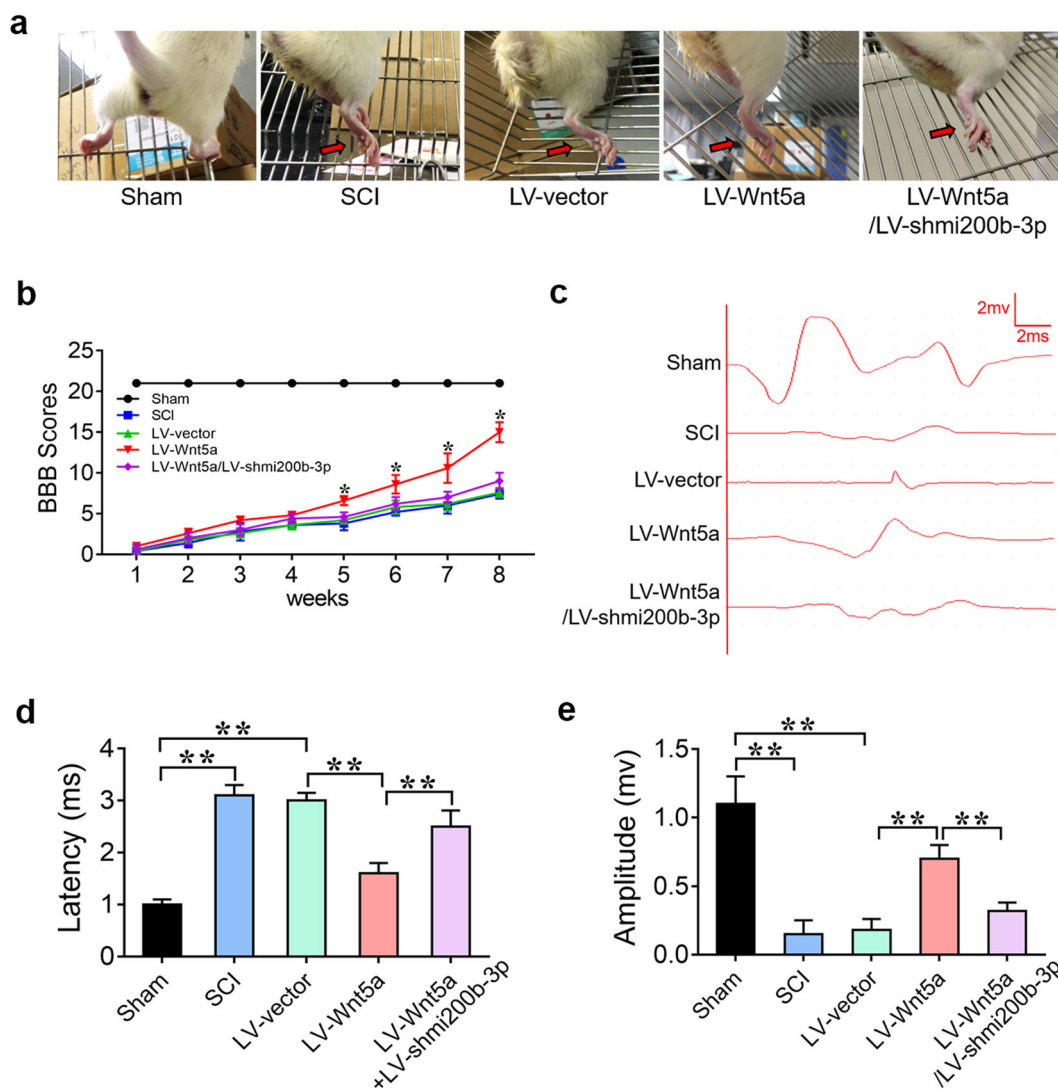 a
Sham
SCI
LV-vector
LV-Wnt5a
LV-Wnt5a
/LV-shmi200b-3p
b
BBB Scores
25
20
15
10
5
0
Sham
SCI
LV-vector
LV-Wnt5a
LV-Wnt5a/LV-shmi200b-3p
*
*
*
*
1 2 3 4 5 6 7 8
weeks
c
2mv
2ms
Sham
SCI
LV-vector
LV-Wnt5a
LV-Wnt5a
/LV-shmi200b-3p
d
Latency (ms)
4
3
2
1
0
**
**
**
**
Sham
SCI
LV-vector
LV-Wnt5a
LV-Wnt5a
+LV-shmi200b-3p
e
Amplitude (mv)
1.5
1.0
0.5
0.0
**
**
**
**
Sham
SCI
LV-vector
LV-Wnt5a
LV-Wnt5a
/LV-shmi200b-3p